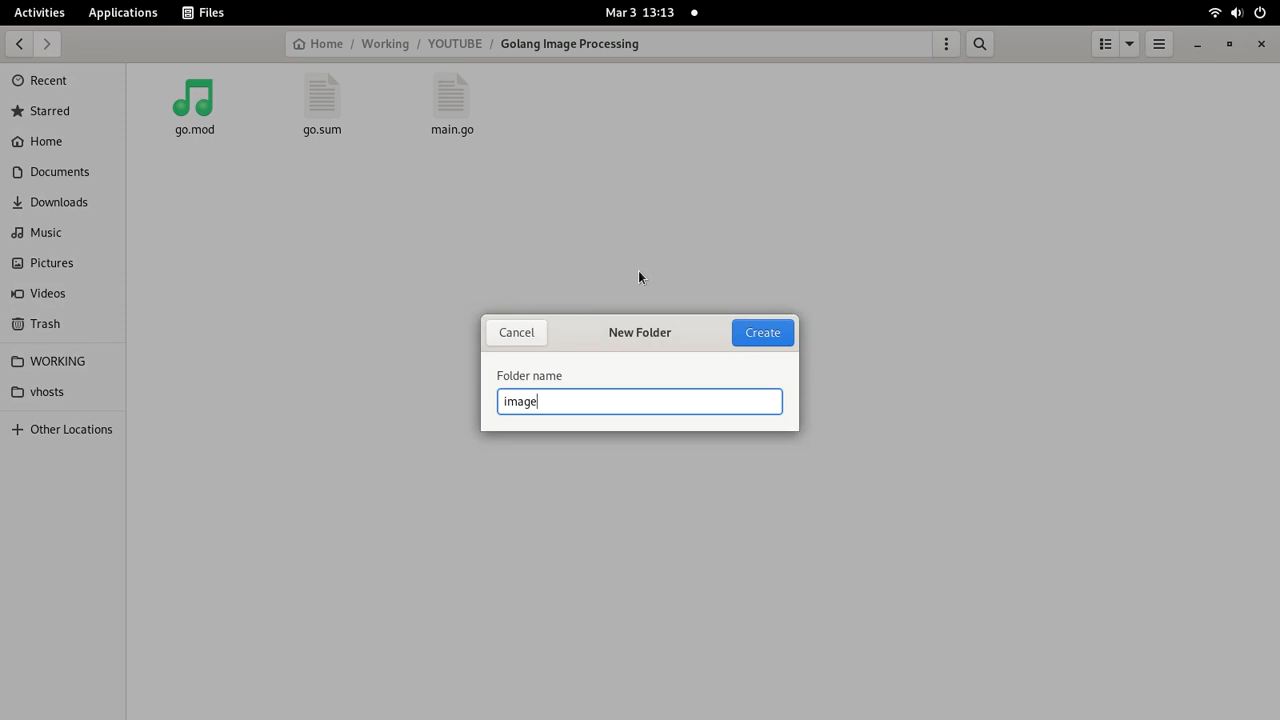 Activities Applications Files Mar 3 13:13
Home / Working / YOUTUBE / Golang Image Processing
Recent
Starred
Home
Documents
Downloads
Music
Pictures
Videos
Trash
WORKING
vhosts
Other Locations
go.mod go.sum main.go
Cancel New Folder Create
Folder name
image